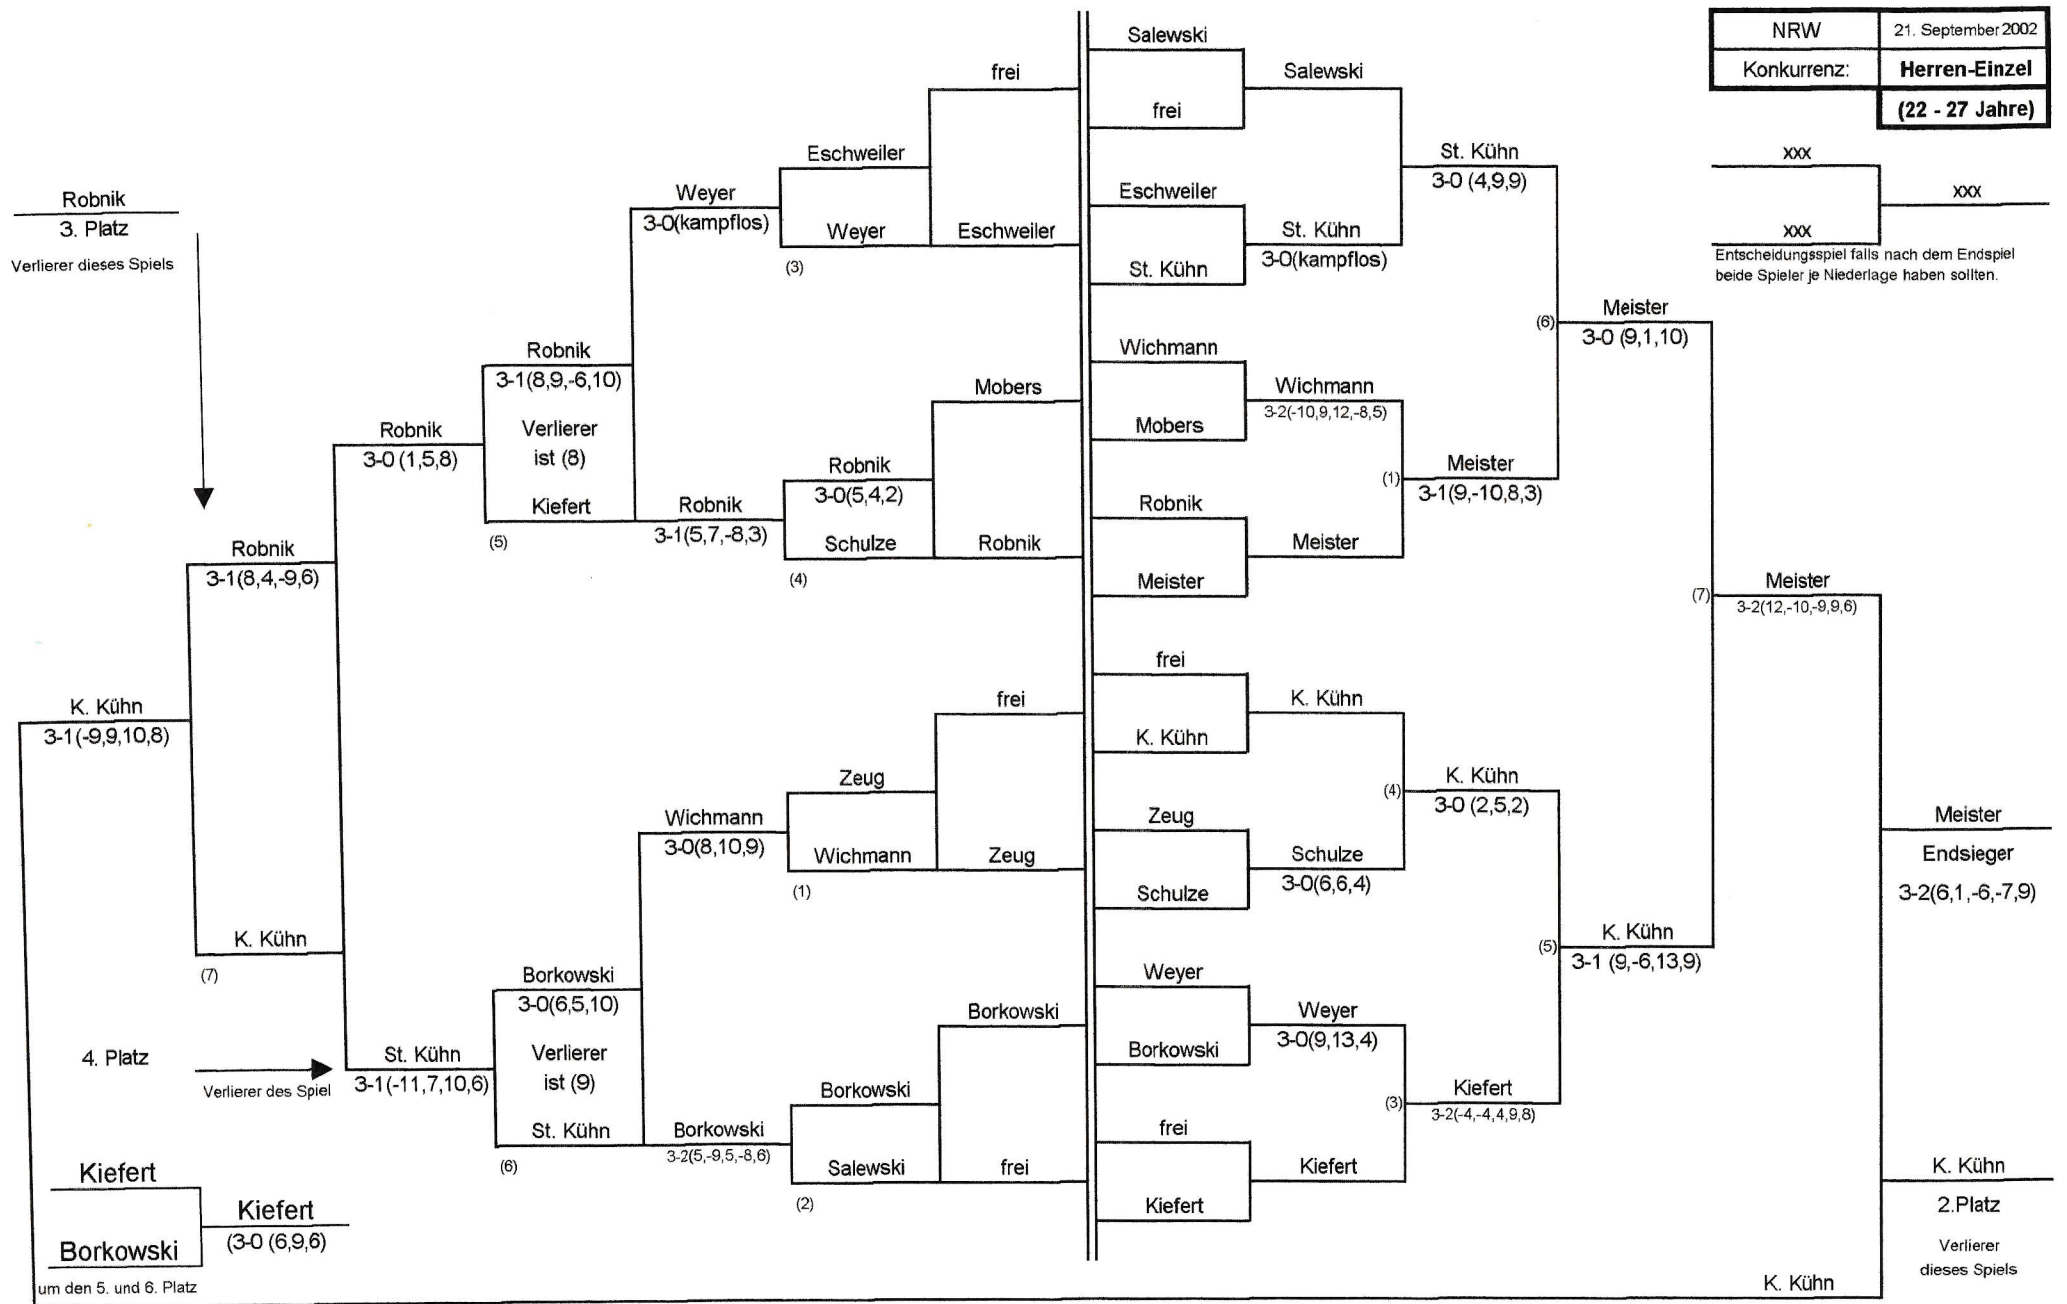 NRW
21. September 2002
Konkurrenz:
Herren-Einzel
(22 - 27 Jahre)
xxx
xxx
xxx
Entscheidungsspiel falls nach dem Endspiel
beide Spieler je Niederlage haben sollten.
Robnik
3. Platz
Verlierer dieses Spiels
K. Kühn
3-1(-9,9,10,8)
Robnik
3-1(8,4,-9,6)
K. Kühn
(7)
4. Platz
Verlierer des Spiel
Kiefert
Borkowski
Kiefert
(3-0 (6,9,6)
um den 5. und 6. Platz
Robnik
3-0 (1,5,8)
St. Kühn
3-1(-11,7,10,6)
Robnik
3-1(8,9,-6,10)
Verlierer
ist (8)
Kiefert
(5)
Borkowski
3-0(6,5,10)
Verlierer
ist (9)
St. Kühn
(6)
Weyer
3-0(kampflos)
Robnik
3-1(5,7,-8,3)
Wichmann
3-0(8,10,9)
Borkowski
3-2(5,-9,5,-8,6)
Eschweiler
Weyer
(3)
Robnik
3-0(5,4,2)
Schulze
(4)
Zeug
Wichmann
(1)
Borkowski
Salewski
(2)
frei
Eschweiler
Mobers
Robnik
frei
Zeug
Borkowski
frei
Salewski
frei
Eschweiler
St. Kühn
Wichmann
Mobers
Robnik
Meister
frei
K. Kühn
Zeug
Schulze
Weyer
Borkowski
frei
Kiefert
Salewski
St. Kühn
3-0(kampflos)
Wichmann
3-2(-10,9,12,-8,5)
Meister
K. Kühn
Schulze
3-0(6,6,4)
Weyer
3-0(9,13,4)
Kiefert
St. Kühn
3-0 (4,9,9)
(1)
Meister
3-1(9,-10,8,3)
(4)
K. Kühn
3-0 (2,5,2)
(3)
Kiefert
3-2(-4,-4,4,9,8)
(6)
Meister
3-0 (9,1,10)
(5)
K. Kühn
3-1 (9,-6,13,9)
(7)
Meister
3-2(12,-10,-9,9,6)
K. Kühn
Meister
Endsieger
3-2(6,1,-6,-7,9)
K. Kühn
2.Platz
Verlierer
dieses Spiels